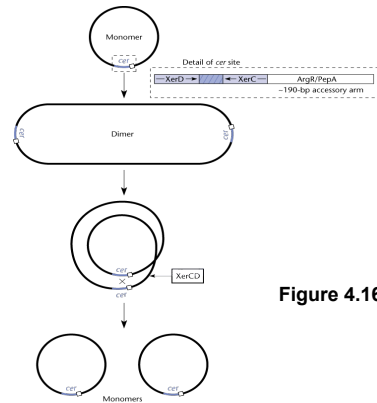 Monomer
cer
Detail of cer site
XerD XerC ArgR/PepA
~190-bp accessory arm
cer
Dimer
cer
cer
XerCD
cer
Figure 4.16
cer
cer
Monomers